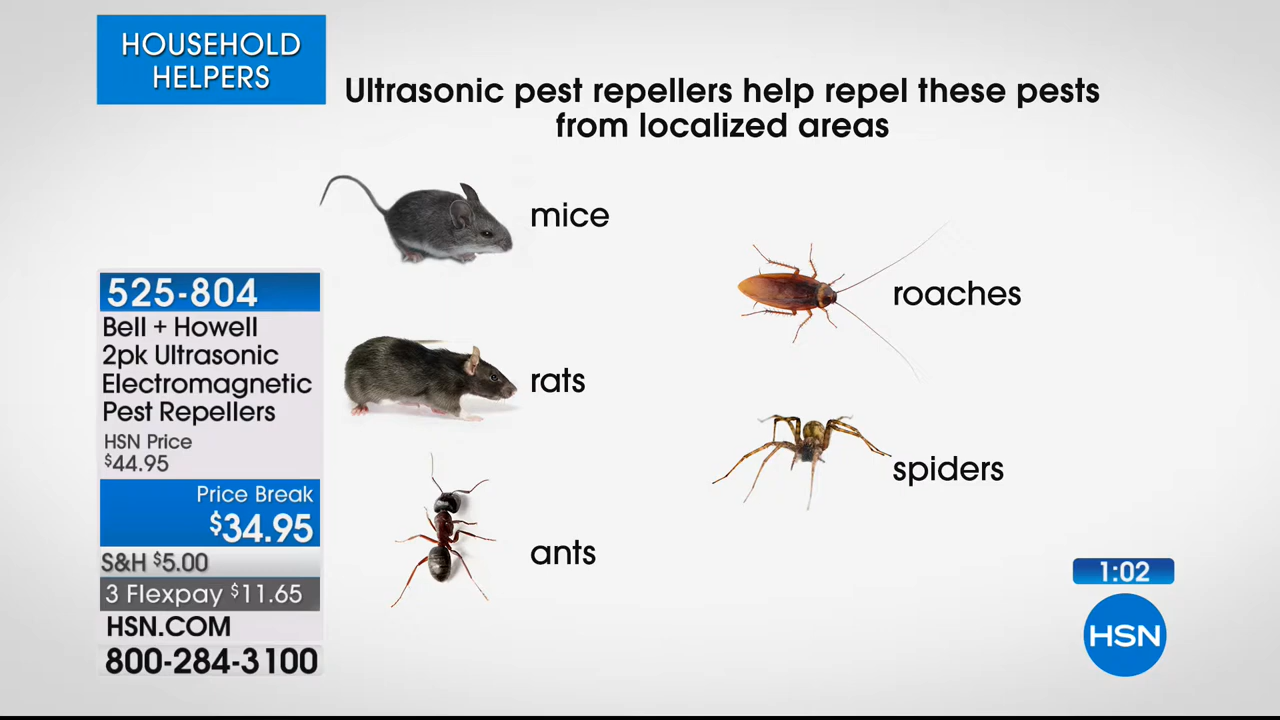 HOUSEHOLD
HELPERS
Ultrasonic pest repellers help repel these pests
from localized areas
mice
roaches
rats
spiders
ants
525-804
Bell + Howell
2pk Ultrasonic
Electromagnetic
Pest Repellers
HSN Price
$44.95
Price Break
$34.95
S&H $5.00
3 Flexpay $11.65
HSN.COM
800-284-3100
1:02
HSN